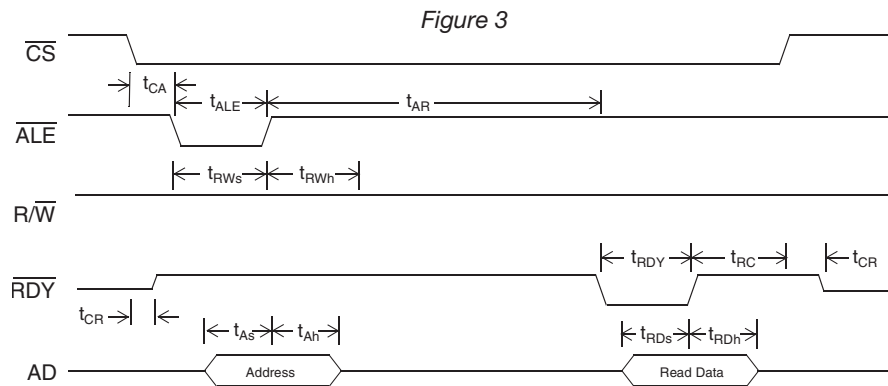 Figure 3
CS
tCA
tALE
tAR
ALE
tRWs
tRWh
R/W
tRDY
tRC
tCR
RDY
tCR
tAs
tAh
tRDs
tRDh
AD
Address
Read Data